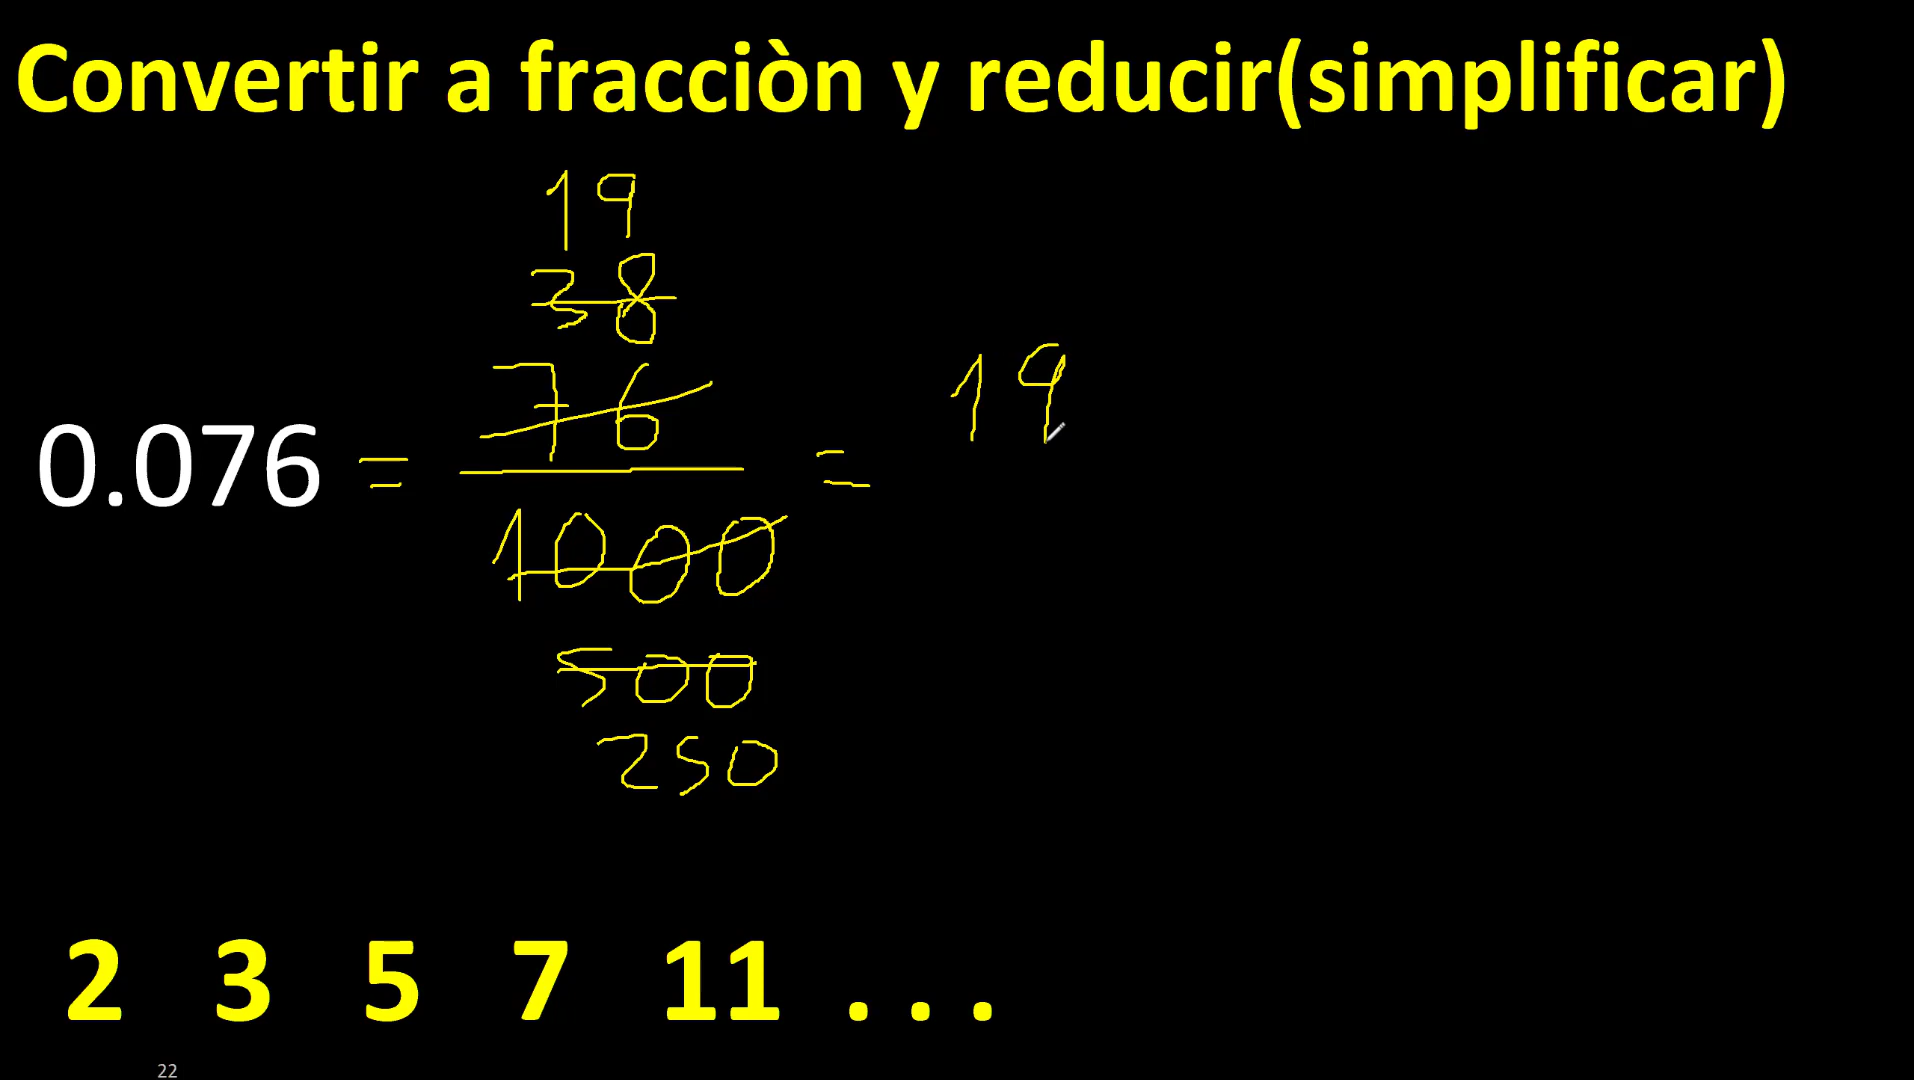 Convertir a fracciòn y reducir(simplificar)
19
38
76
0.076 = = 19
1000
500
250
2 3 5 7 11 . . .
22